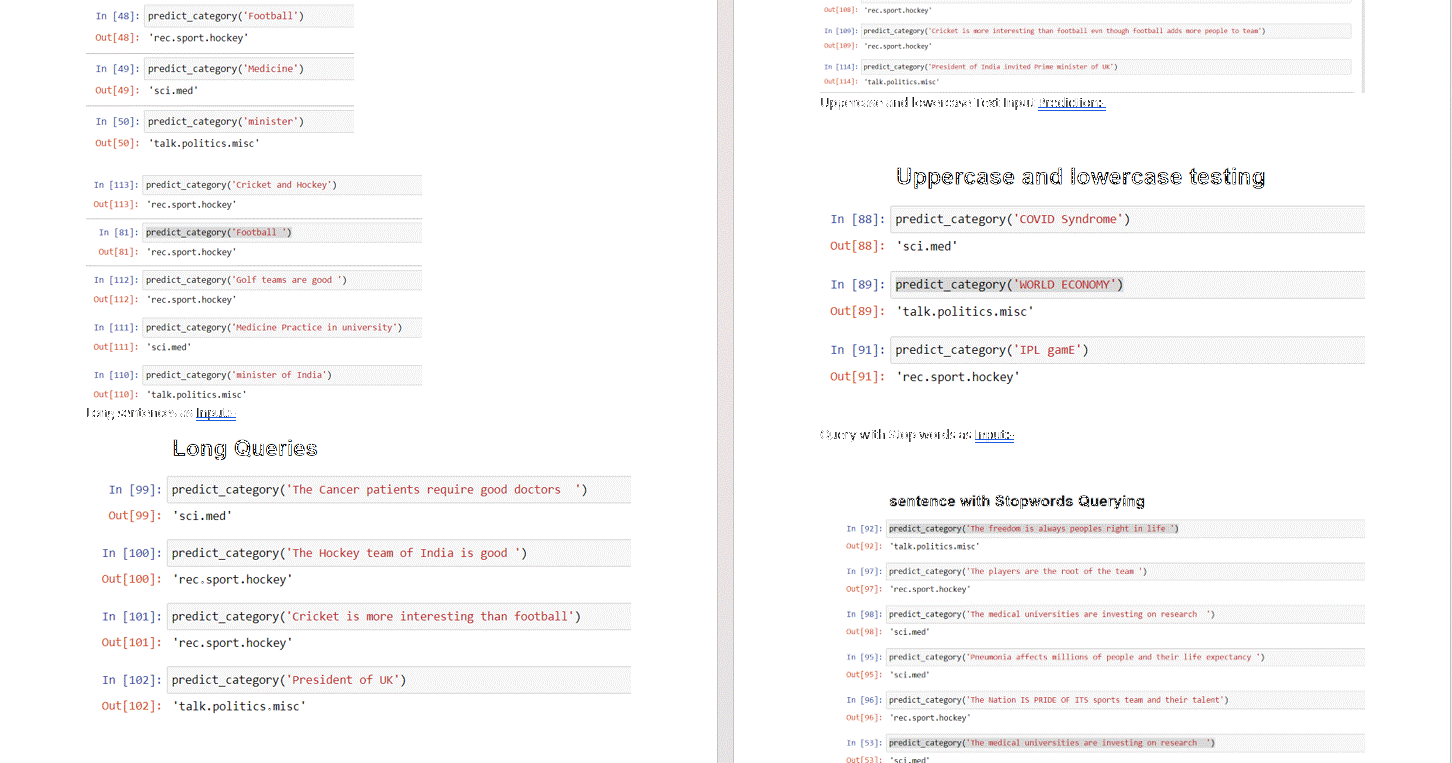 In [48]: predict_category('Football')
Out[48]: 'rec.sport.hockey'
In [49]: predict_category('Medicine')
Out[49]: 'sci.med'
In [50]: predict_category('minister')
Out[50]: 'talk.politics.misc'
In [113]: predict_category('Cricket and Hockey')
Out[113]: 'rec.sport.hockey'
In [81]: predict_category('Football ')
Out[81]: 'rec.sport.hockey'
In [112]: predict_category('Golf teams are good ')
Out[112]: 'rec.sport.hockey'
In [111]: predict_category('Medicine Practice in university')
Out[111]: 'sci.med'
In [110]: predict_category('minister of India')
Out[110]: 'talk.politics.misc'
Long sentences as Inputs-
Long Queries
In [99]: predict_category('The Cancer patients require good doctors  ')
Out[99]: 'sci.med'
In [100]: predict_category('The Hockey team of India is good ')
Out[100]: 'rec.sport.hockey'
In [101]: predict_category('Cricket is more interesting than football')
Out[101]: 'rec.sport.hockey'
In [102]: predict_category('President of UK')
Out[102]: 'talk.politics.misc'
Out[108]: 'rec.sport.hockey'
In [109]: predict_category('Cricket is more interesting than football evn though football adds more people to team')
Out[109]: 'rec.sport.hockey'
In [114]: predict_category('President of India invited Prime minister of UK')
Out[114]: 'talk.politics.misc'
Uppercase and lowercase Text Input Predictions-
Uppercase and lowercase testing
In [88]: predict_category('COVID Syndrome')
Out[88]: 'sci.med'
In [89]: predict_category('WORLD ECONOMY')
Out[89]: 'talk.politics.misc'
In [91]: predict_category('IPL gamE')
Out[91]: 'rec.sport.hockey'
Query with Stop words as Inputs-
sentence with Stopwords Querying
In [92]: predict_category('The freedom is always peoples right in life ')
Out[92]: 'talk.politics.misc'
In [97]: predict_category('The players are the root of the team ')
Out[97]: 'rec.sport.hockey'
In [98]: predict_category('The medical universities are investing on research  ')
Out[98]: 'sci.med'
In [95]: predict_category('Pneumonia affects millions of people and their life expectancy ')
Out[95]: 'sci.med'
In [96]: predict_category('The Nation IS PRIDE OF ITS sports team and their talent')
Out[96]: 'rec.sport.hockey'
In [53]: predict_category('The medical universities are investing on research  ')
Out[53]: 'sci.med'